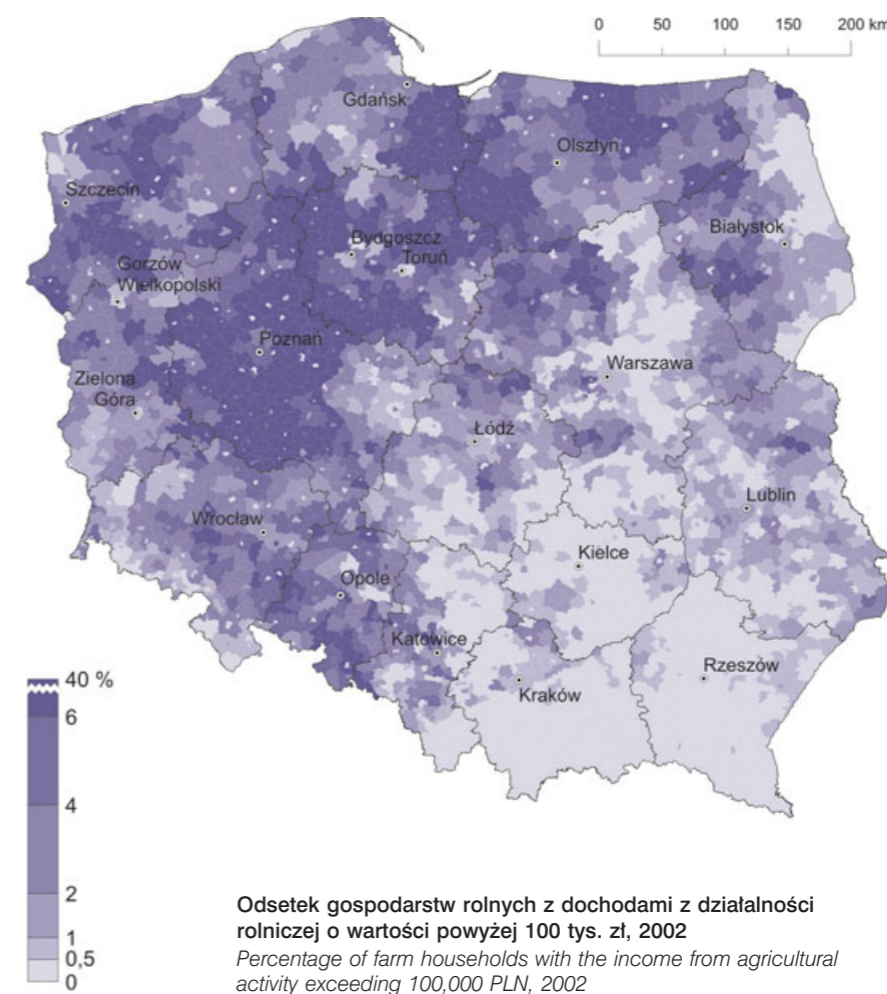 0 50 100 150 200 km
Gdańsk
Olsztyn
Szczecin
Białystok
Bydgoszcz
Toruń
Gorzów
Wielkopolski
Poznań
Warszawa
Zielona
Góra
Łódź
Lublin
Wrocław
Kielce
Opole
Katowice
Rzeszów
Kraków
40 %
6
4
2
1
0,5
0
Odsetek gospodarstw rolnych z dochodami z działalności
rolniczej o wartości powyżej 100 tys. zł, 2002
Percentage of farm households with the income from agricultural
activity exceeding 100,000 PLN, 2002